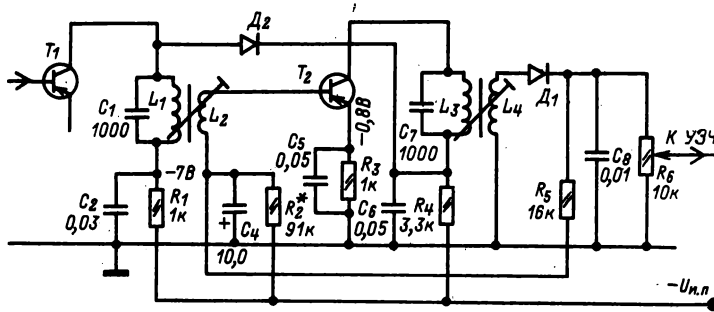 Д2
T1
T2
C1
1000
L1
L2
−0,8В
C7
1000
L3
L4
Д1
К УЗЧ
C5
0,05
R3
1к
−7В
C2
0,03
R1
1к
+
C4
10,0
R2*
91к
C6
0,05
R4
3,3к
R5
16к
C8
0,01
R6
10к
−Uи.п